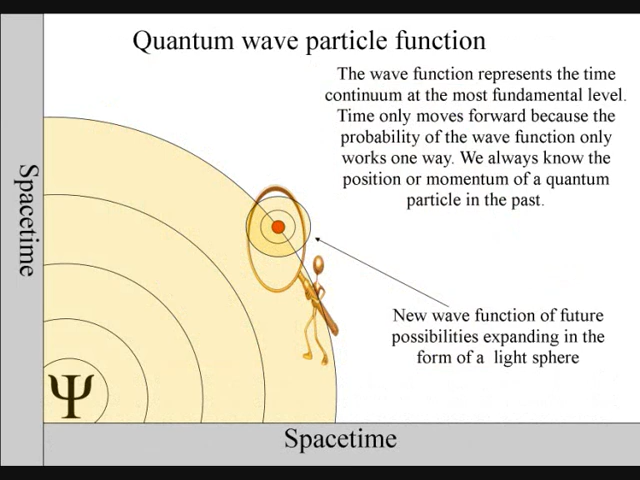 Quantum wave particle function
The wave function represents the time
continuum at the most fundamental level.
Time only moves forward because the
probability of the wave function only
works one way. We always know the
position or momentum of a quantum
particle in the past.
Spacetime
New wave function of future
possibilities expanding in the
form of a light sphere
Ψ
Spacetime